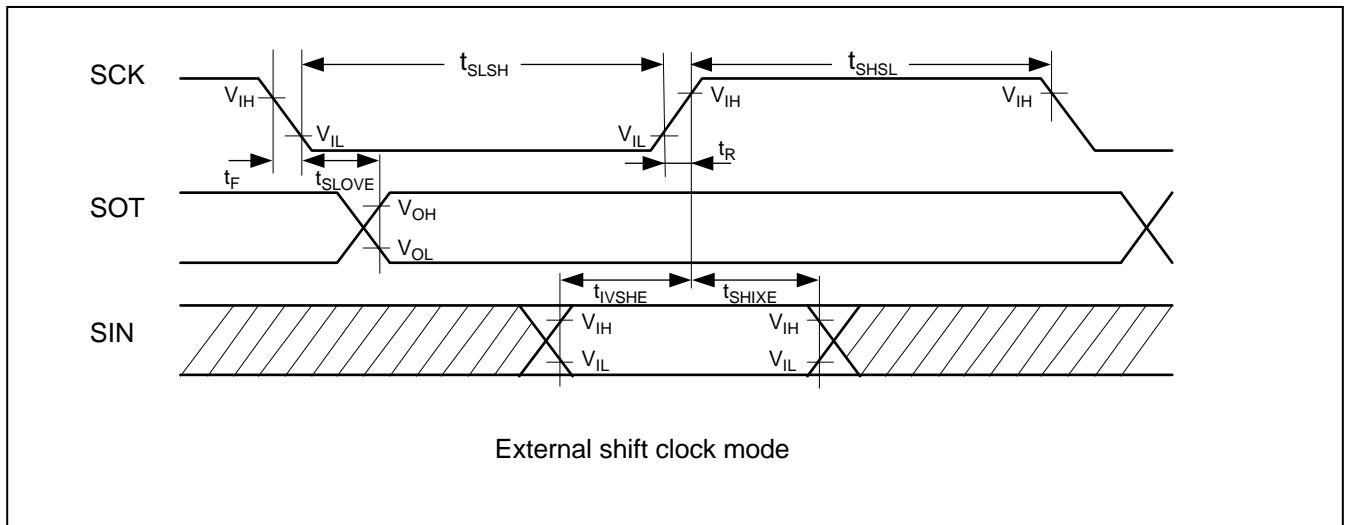 SCK
tSLSH
tSHSL
VIH
VIH
VIH
VIL
VIL
tR
tF
tSLOVE
SOT
VOH
VOL
tIVSHE
tSHIXE
SIN
VIH
VIH
VIL
VIL
External shift clock mode